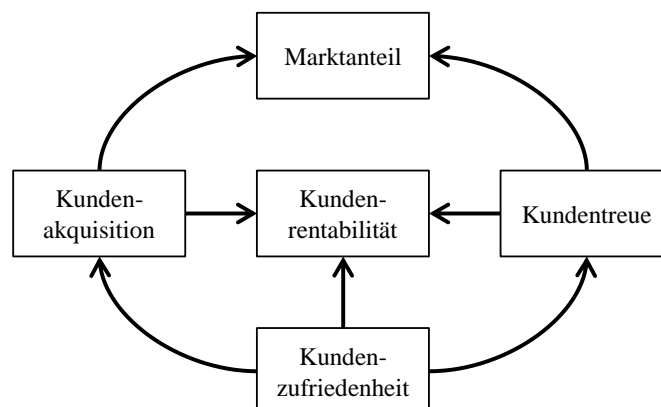 Marktanteil
Kunden-
akquisition
Kunden-
rentabilität
Kundentreue
Kunden-
zufriedenheit